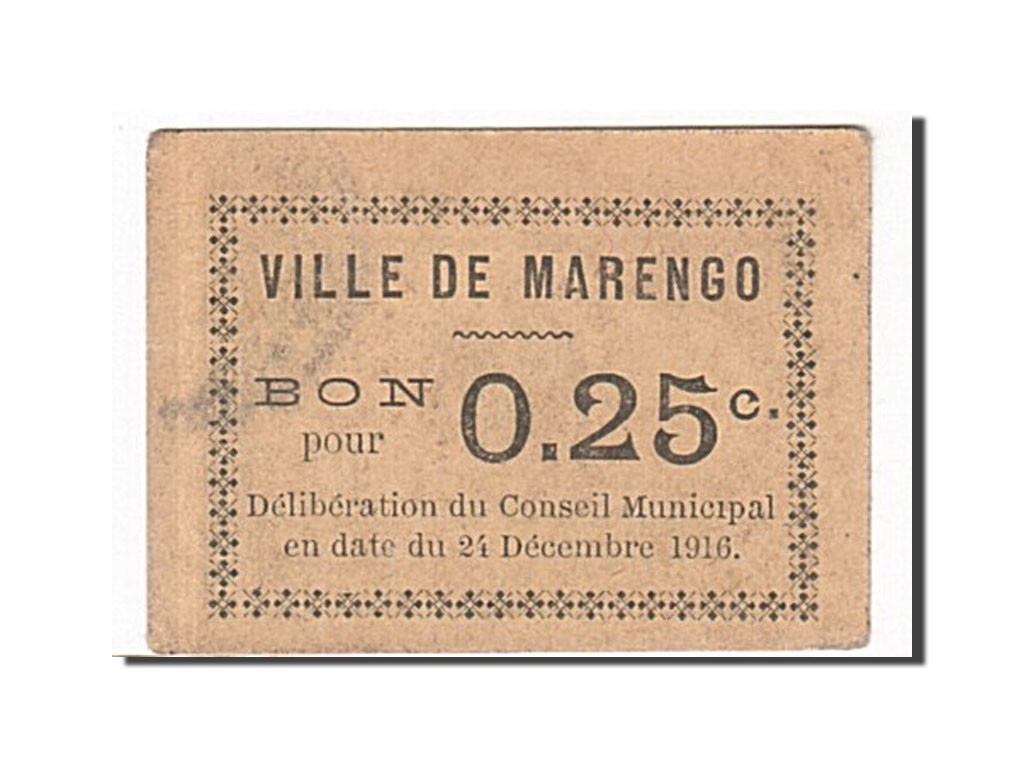 VILLE DE MARENGO
BON pour 0.25c.
Délibération du Conseil Municipal
en date du 24 Décembre 1916.